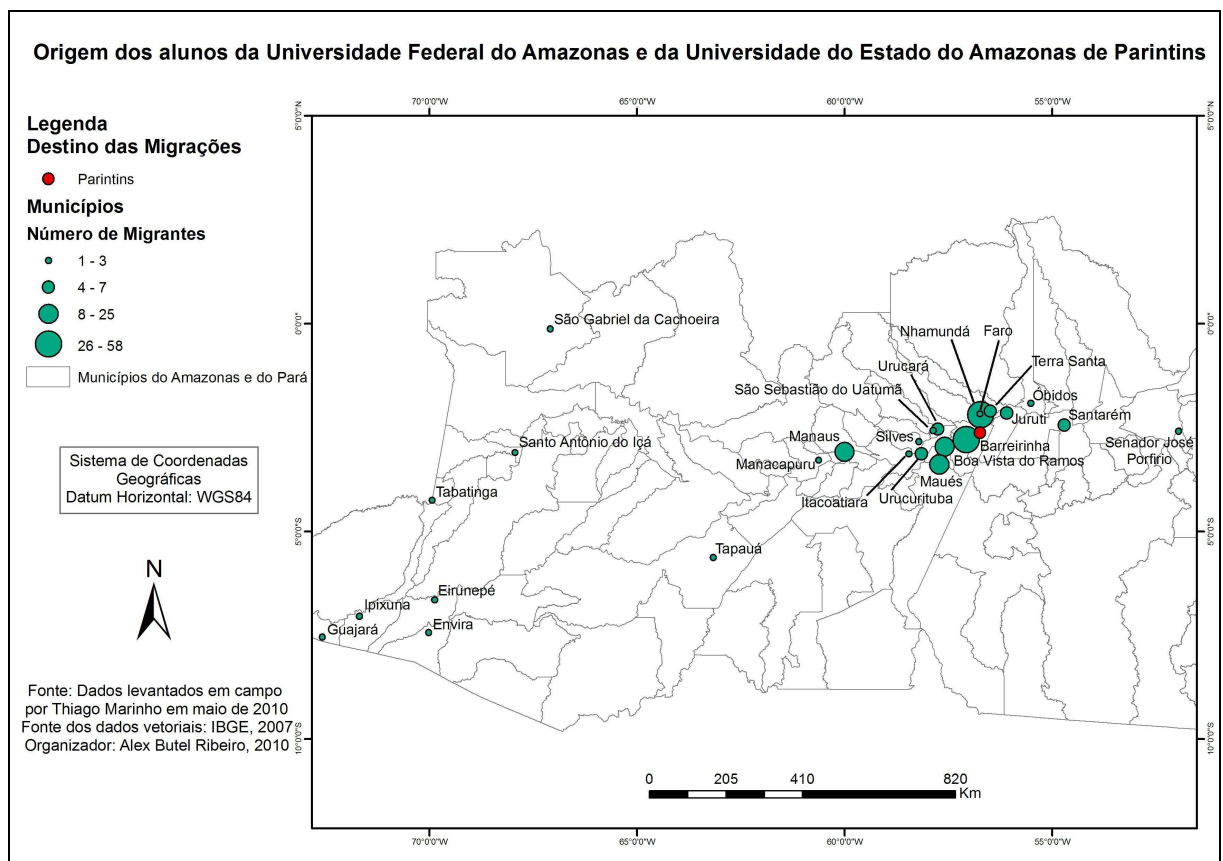 Origem dos alunos da Universidade Federal do Amazonas e da Universidade do Estado do Amazonas de Parintins
Legenda
Destino das Migrações
Parintins
Municípios
Número de Migrantes
1 - 3
4 - 7
8 - 25
26 - 58
Municípios do Amazonas e do Pará
Sistema de Coordenadas
Geográficas
Datum Horizontal: WGS84
N
Fonte: Dados levantados em campo
por Thiago Marinho em maio de 2010
Fonte dos dados vetoriais: IBGE, 2007
Organizador: Alex Butel Ribeiro, 2010
70°0'0"W 65°0'0"W 60°0'0"W 55°0'0"W
5°0'0"N 5°0'0"N
0°0'0" 0°0'0"
5°0'0"S 5°0'0"S
10°0'0"S 10°0'0"S
São Gabriel da Cachoeira
Nhamundá
Faro
Urucará
Terra Santa
São Sebastião do Uatumã
Óbidos
Juruti
Santarém
Manaus
Silves
Santo Antônio do Içá
Barreirinha
Senador José
Porfírio
Manacapuru
Boa Vista do Ramos
Maués
Tabatinga
Itacoatiara
Urucurituba
Tapauá
Eirunepé
Ipixuna
Envira
Guajará
0 205 410 820
Km
70°0'0"W 65°0'0"W 60°0'0"W 55°0'0"W